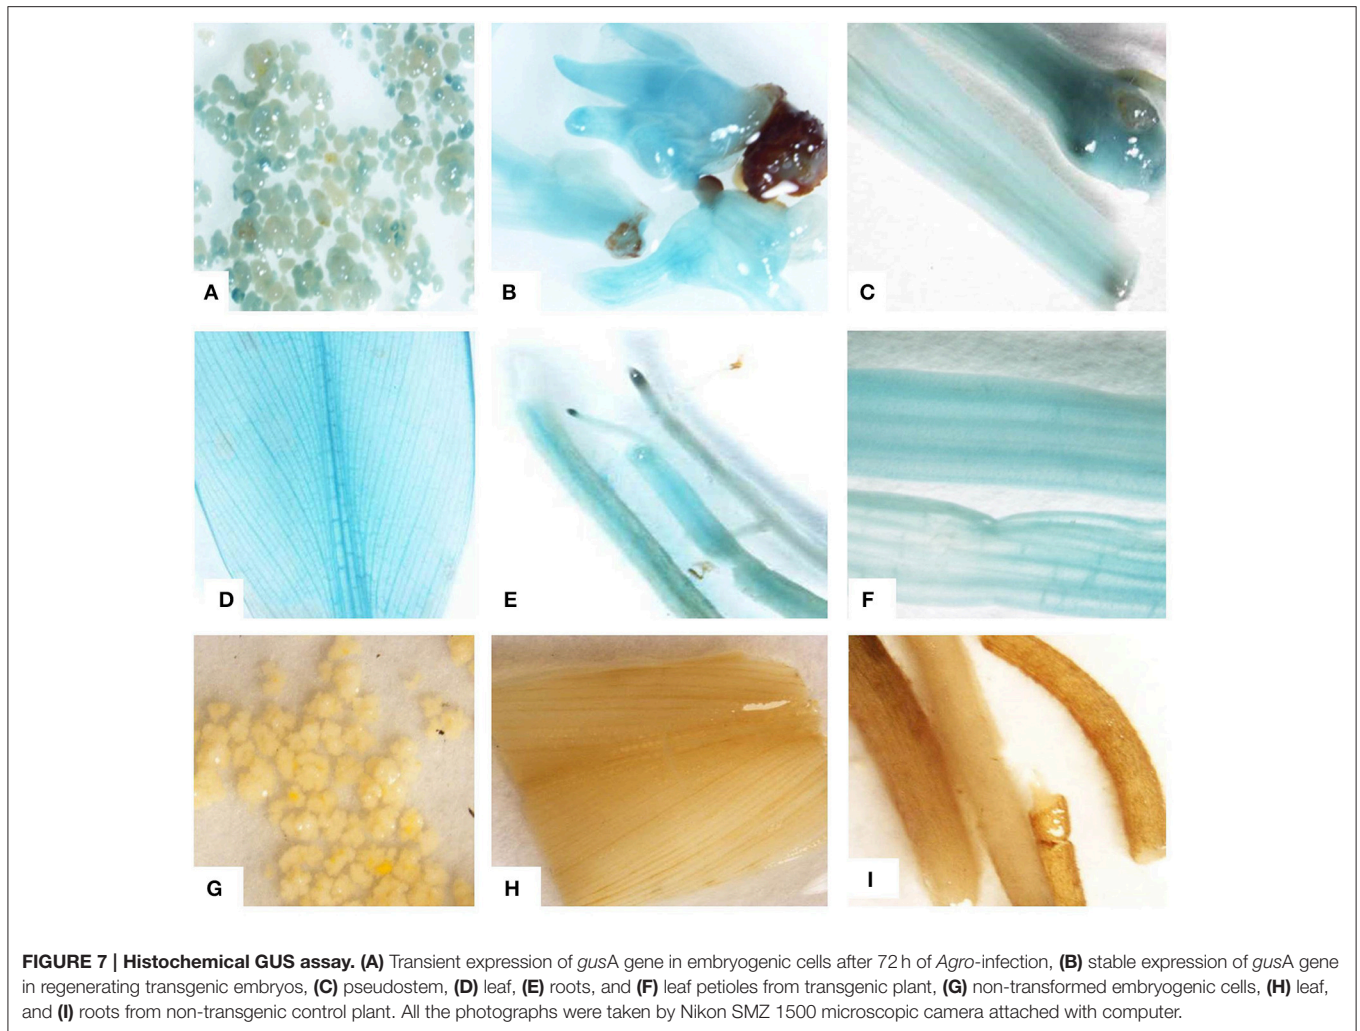 A
B
C
D
E
F
G
H
I
FIGURE 7 | Histochemical GUS assay. (A) Transient expression of gusA gene in embryogenic cells after 72 h of Agro-infection, (B) stable expression of gusA gene
in regenerating transgenic embryos, (C) pseudostem, (D) leaf, (E) roots, and (F) leaf petioles from transgenic plant, (G) non-transformed embryogenic cells, (H) leaf,
and (I) roots from non-transgenic control plant. All the photographs were taken by Nikon SMZ 1500 microscopic camera attached with computer.